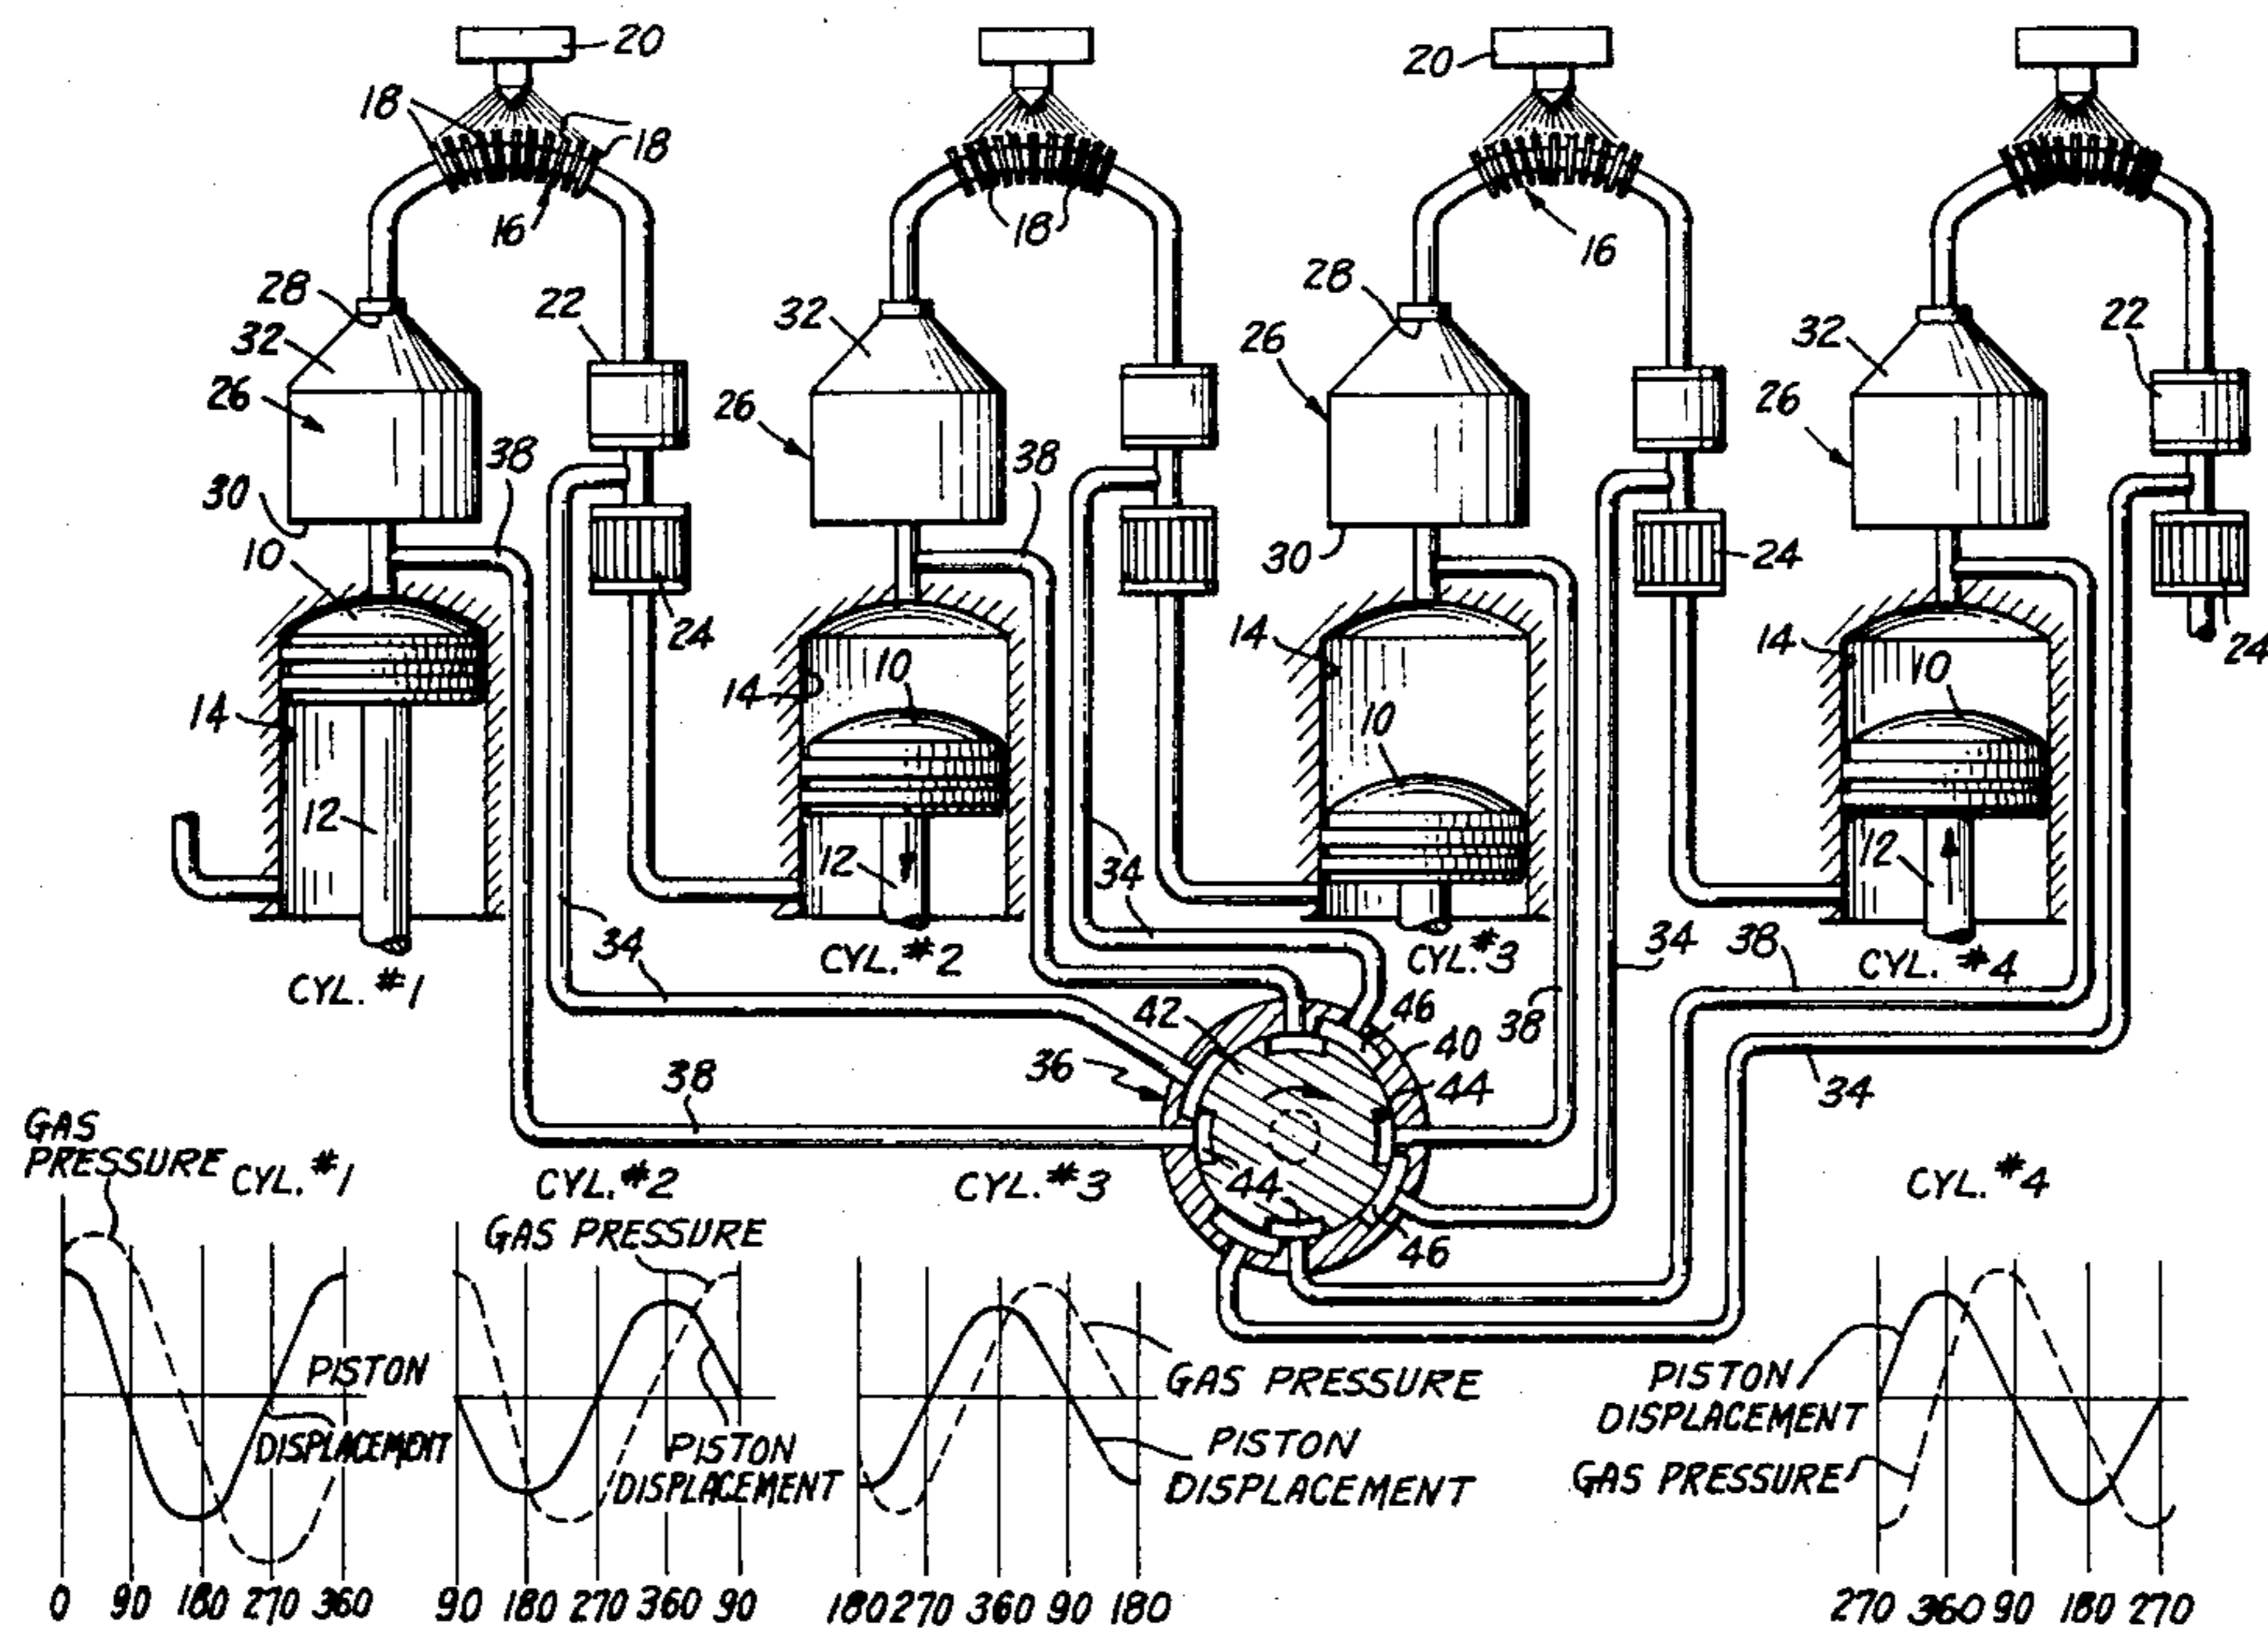 20
20
18
18
18
16
16
28
28
32
32
32
22
22
26
26
26
26
38
38
30
30
10
24
24
24
14
14
14
14
10
10
10
12
12
12
34
34
34
34
34
38
38
38
CYL. #1
CYL. #2
CYL. #3
CYL. #4
42
46
40
36
44
44
46
GAS
PRESSURE
CYL. #1
CYL. #2
CYL. #3
CYL. #4
GAS PRESSURE
PISTON
DISPLACEMENT
PISTON
DISPLACEMENT
GAS PRESSURE
PISTON
DISPLACEMENT
PISTON
DISPLACEMENT
GAS PRESSURE
0 90 180 270 360
90 180 270 360 90
180 270 360 90 180
270 360 90 180 270